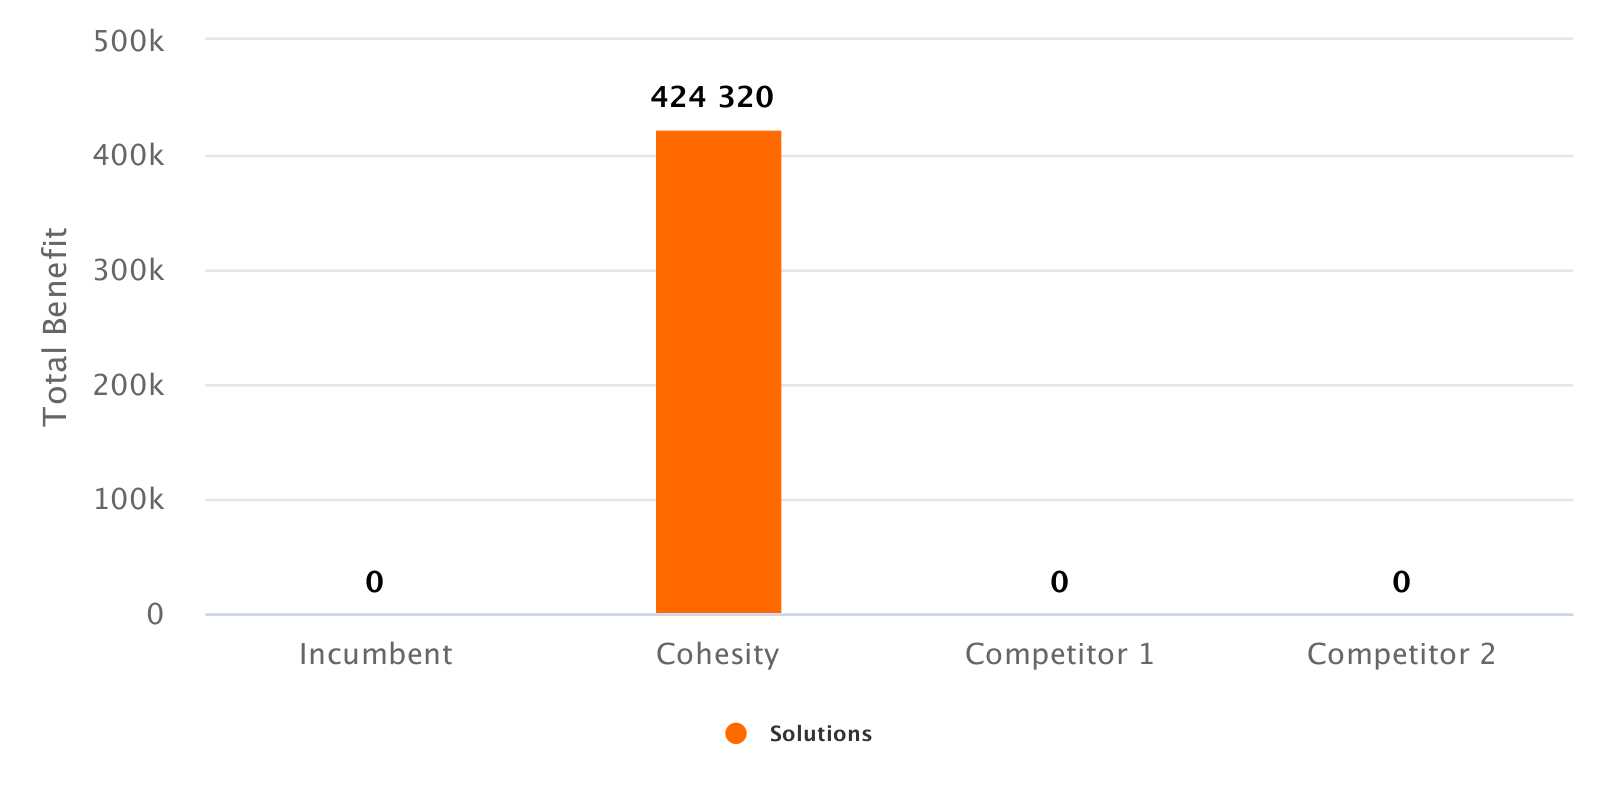 500k
424 320
400k
300k
Total Benefit
200k
100k
0 0 0
0
Incumbent Cohesity Competitor 1 Competitor 2
Solutions